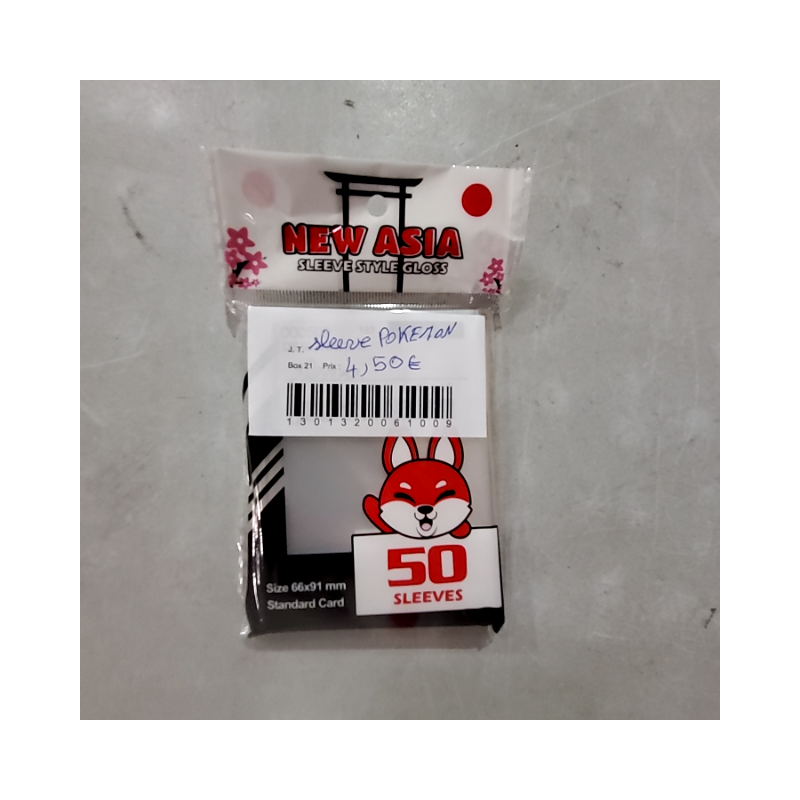 NEW ASIA
SLEEVE STYLE GLOSS
J. T. sleeve POKEMON
Box 21 Prix : 4,50€
1301320061009
50
SLEEVES
Size 66x91 mm
Standard Card